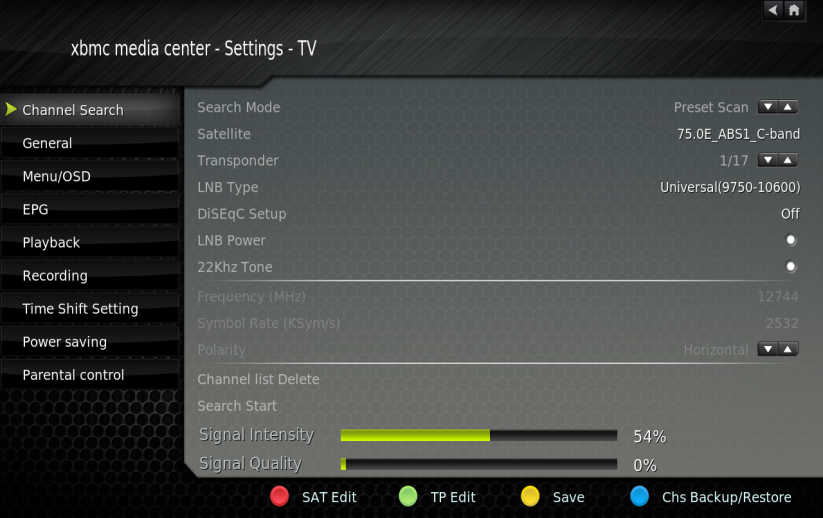 xbmc media center - Settings - TV
Channel Search
General
Menu/OSD
EPG
Playback
Recording
Time Shift Setting
Power saving
Parental control
Search Mode Preset Scan
Satellite 75.0E_ABS1_C-band
Transponder 1/17
LNB Type Universal(9750-10600)
DiSEqC Setup Off
LNB Power
22Khz Tone
Frequency (MHz) 12744
Symbol Rate (KSym/s) 2532
Polarity Horizontal
Channel list Delete
Search Start
Signal Intensity 54%
Signal Quality 0%
SAT Edit TP Edit Save Chs Backup/Restore